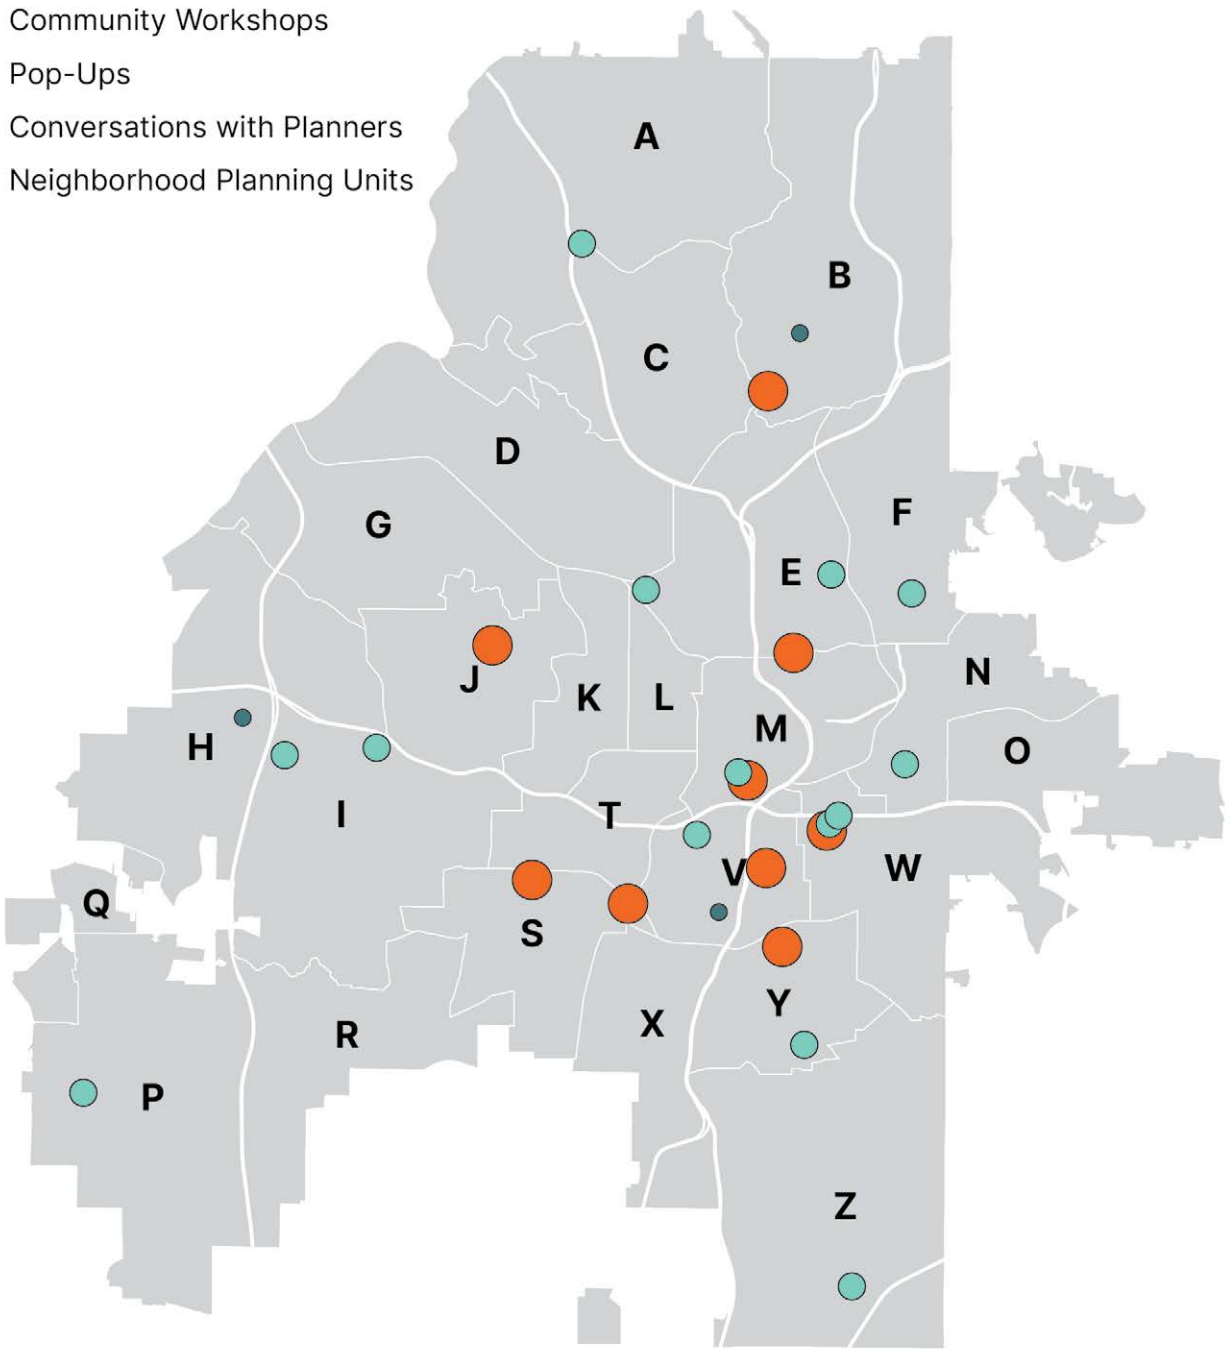 Community Workshops
Pop-Ups
Conversations with Planners
Neighborhood Planning Units
A
B
C
D
F
G
E
N
J
K
L
M
H
O
I
T
W
V
Q
S
Y
X
R
P
Z